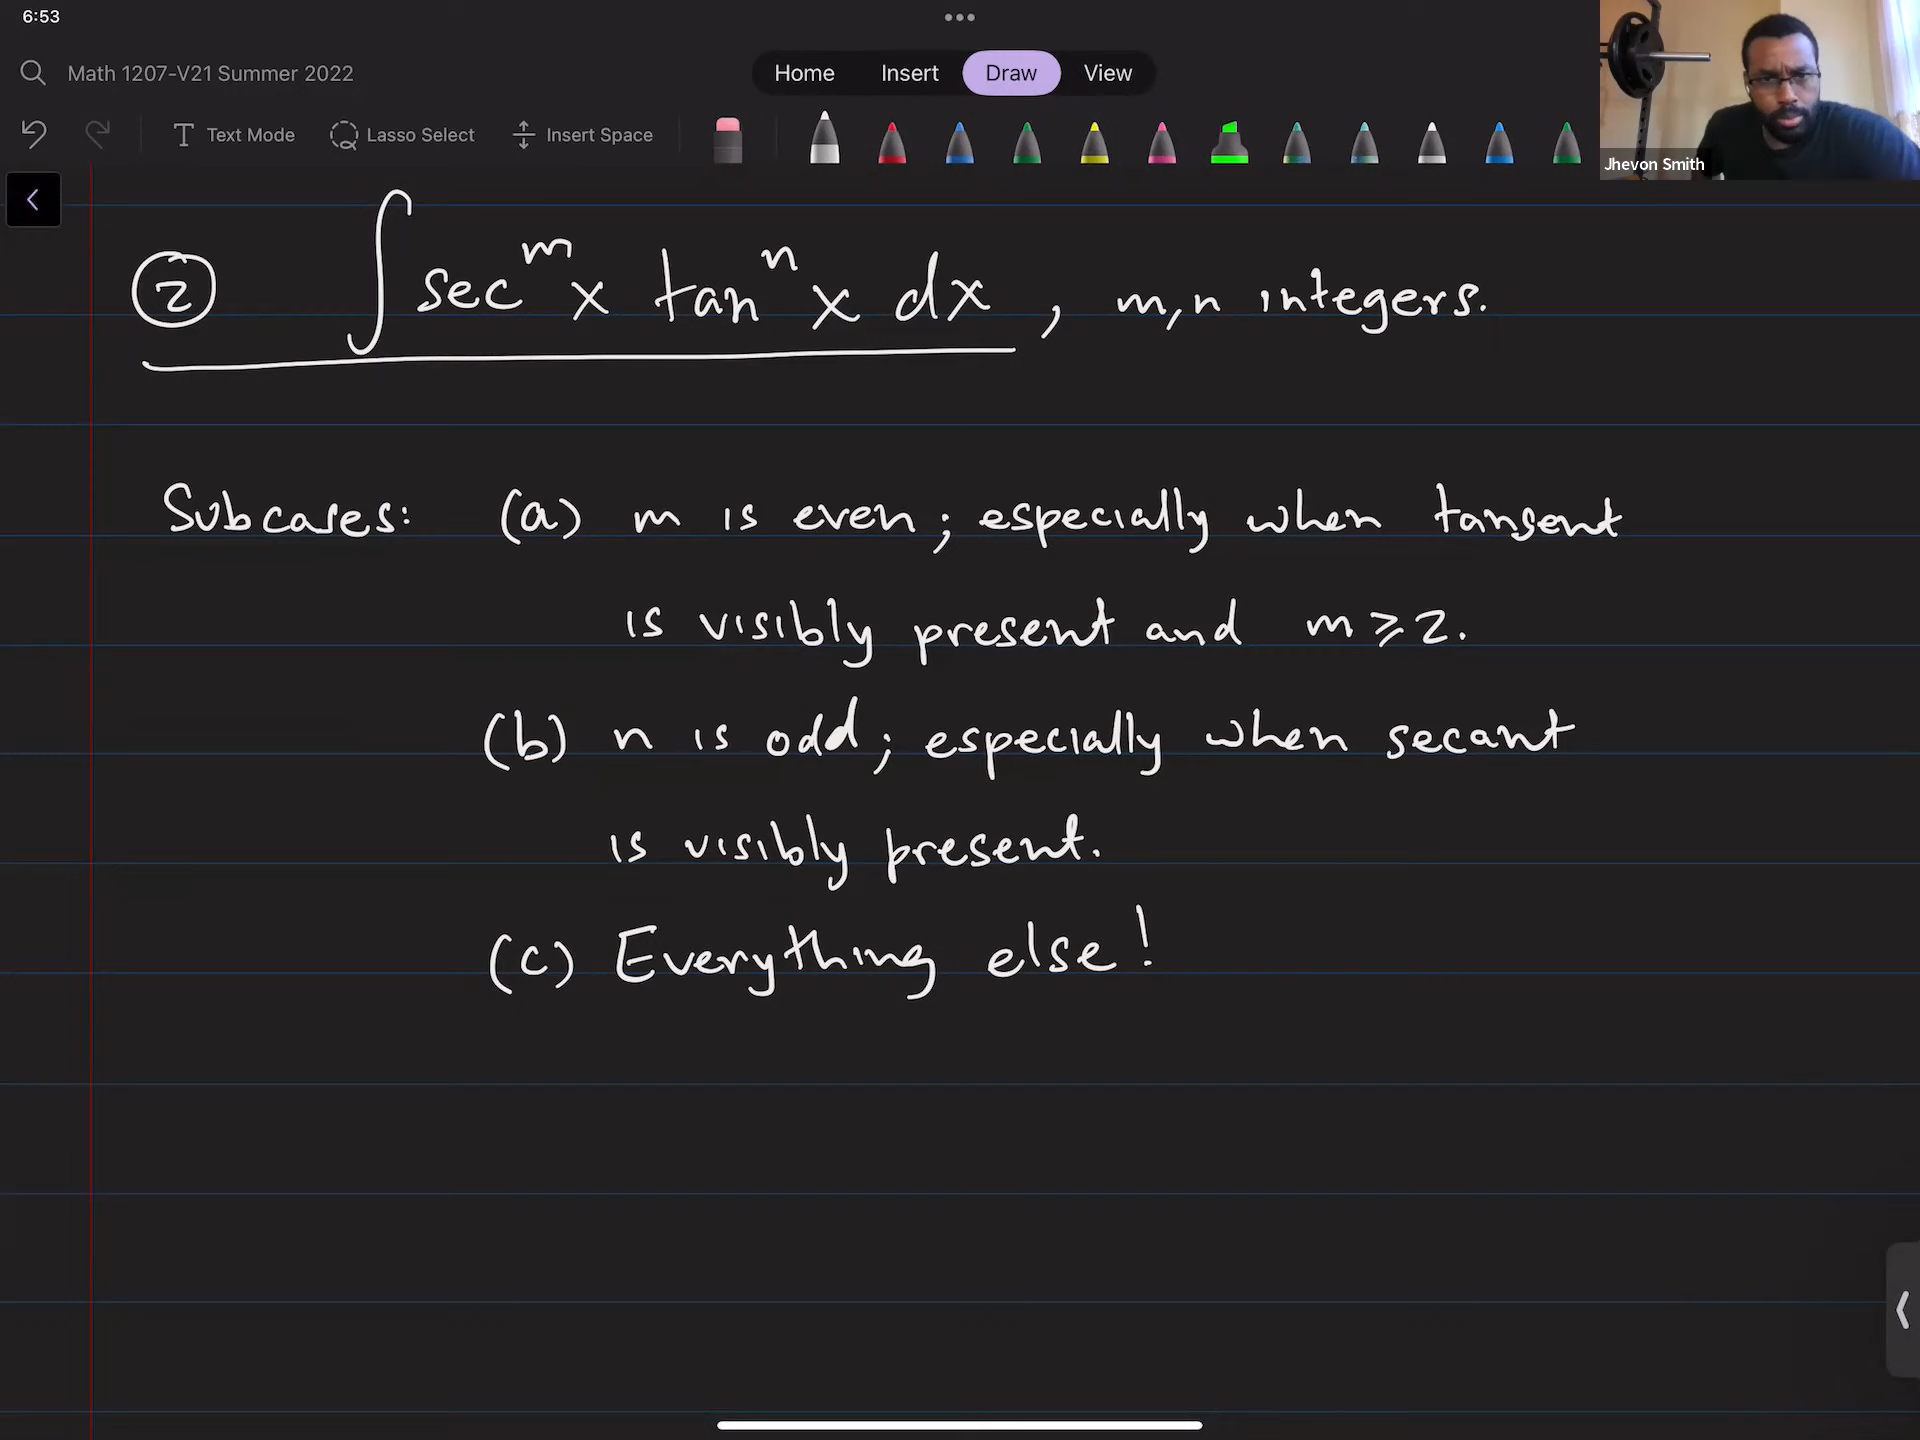 6:53
Math 1207-V21 Summer 2022
Home Insert Draw View
Text Mode Lasso Select Insert Space
Jhevon Smith
② ∫ secᵐ x tanⁿ x dx, m, n integers.
Subcases: (a) m is even; especially when tangent
is visibly present and m ⩾ 2.
(b) n is odd; especially when secant
is visibly present.
(c) Everything else!